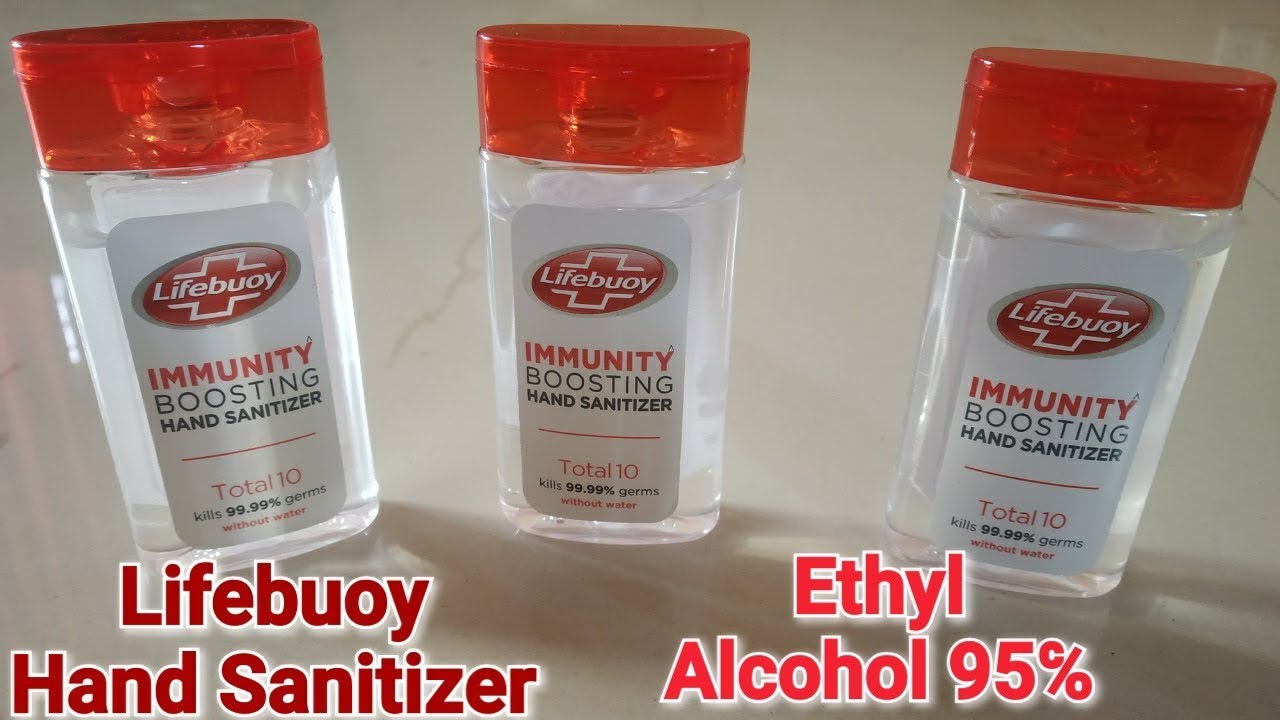 Lifebuoy
IMMUNITY^
BOOSTING
HAND SANITIZER
Total 10
kills 99.99% germs
without water
Lifebuoy
IMMUNITY^
BOOSTING
HAND SANITIZER
Total 10
kills 99.99% germs
without water
Lifebuoy
IMMUNITY^
BOOSTING
HAND SANITIZER
Total 10
kills 99.99% germs
without water
Lifebuoy
Hand Sanitizer
Ethyl
Alcohol 95℅